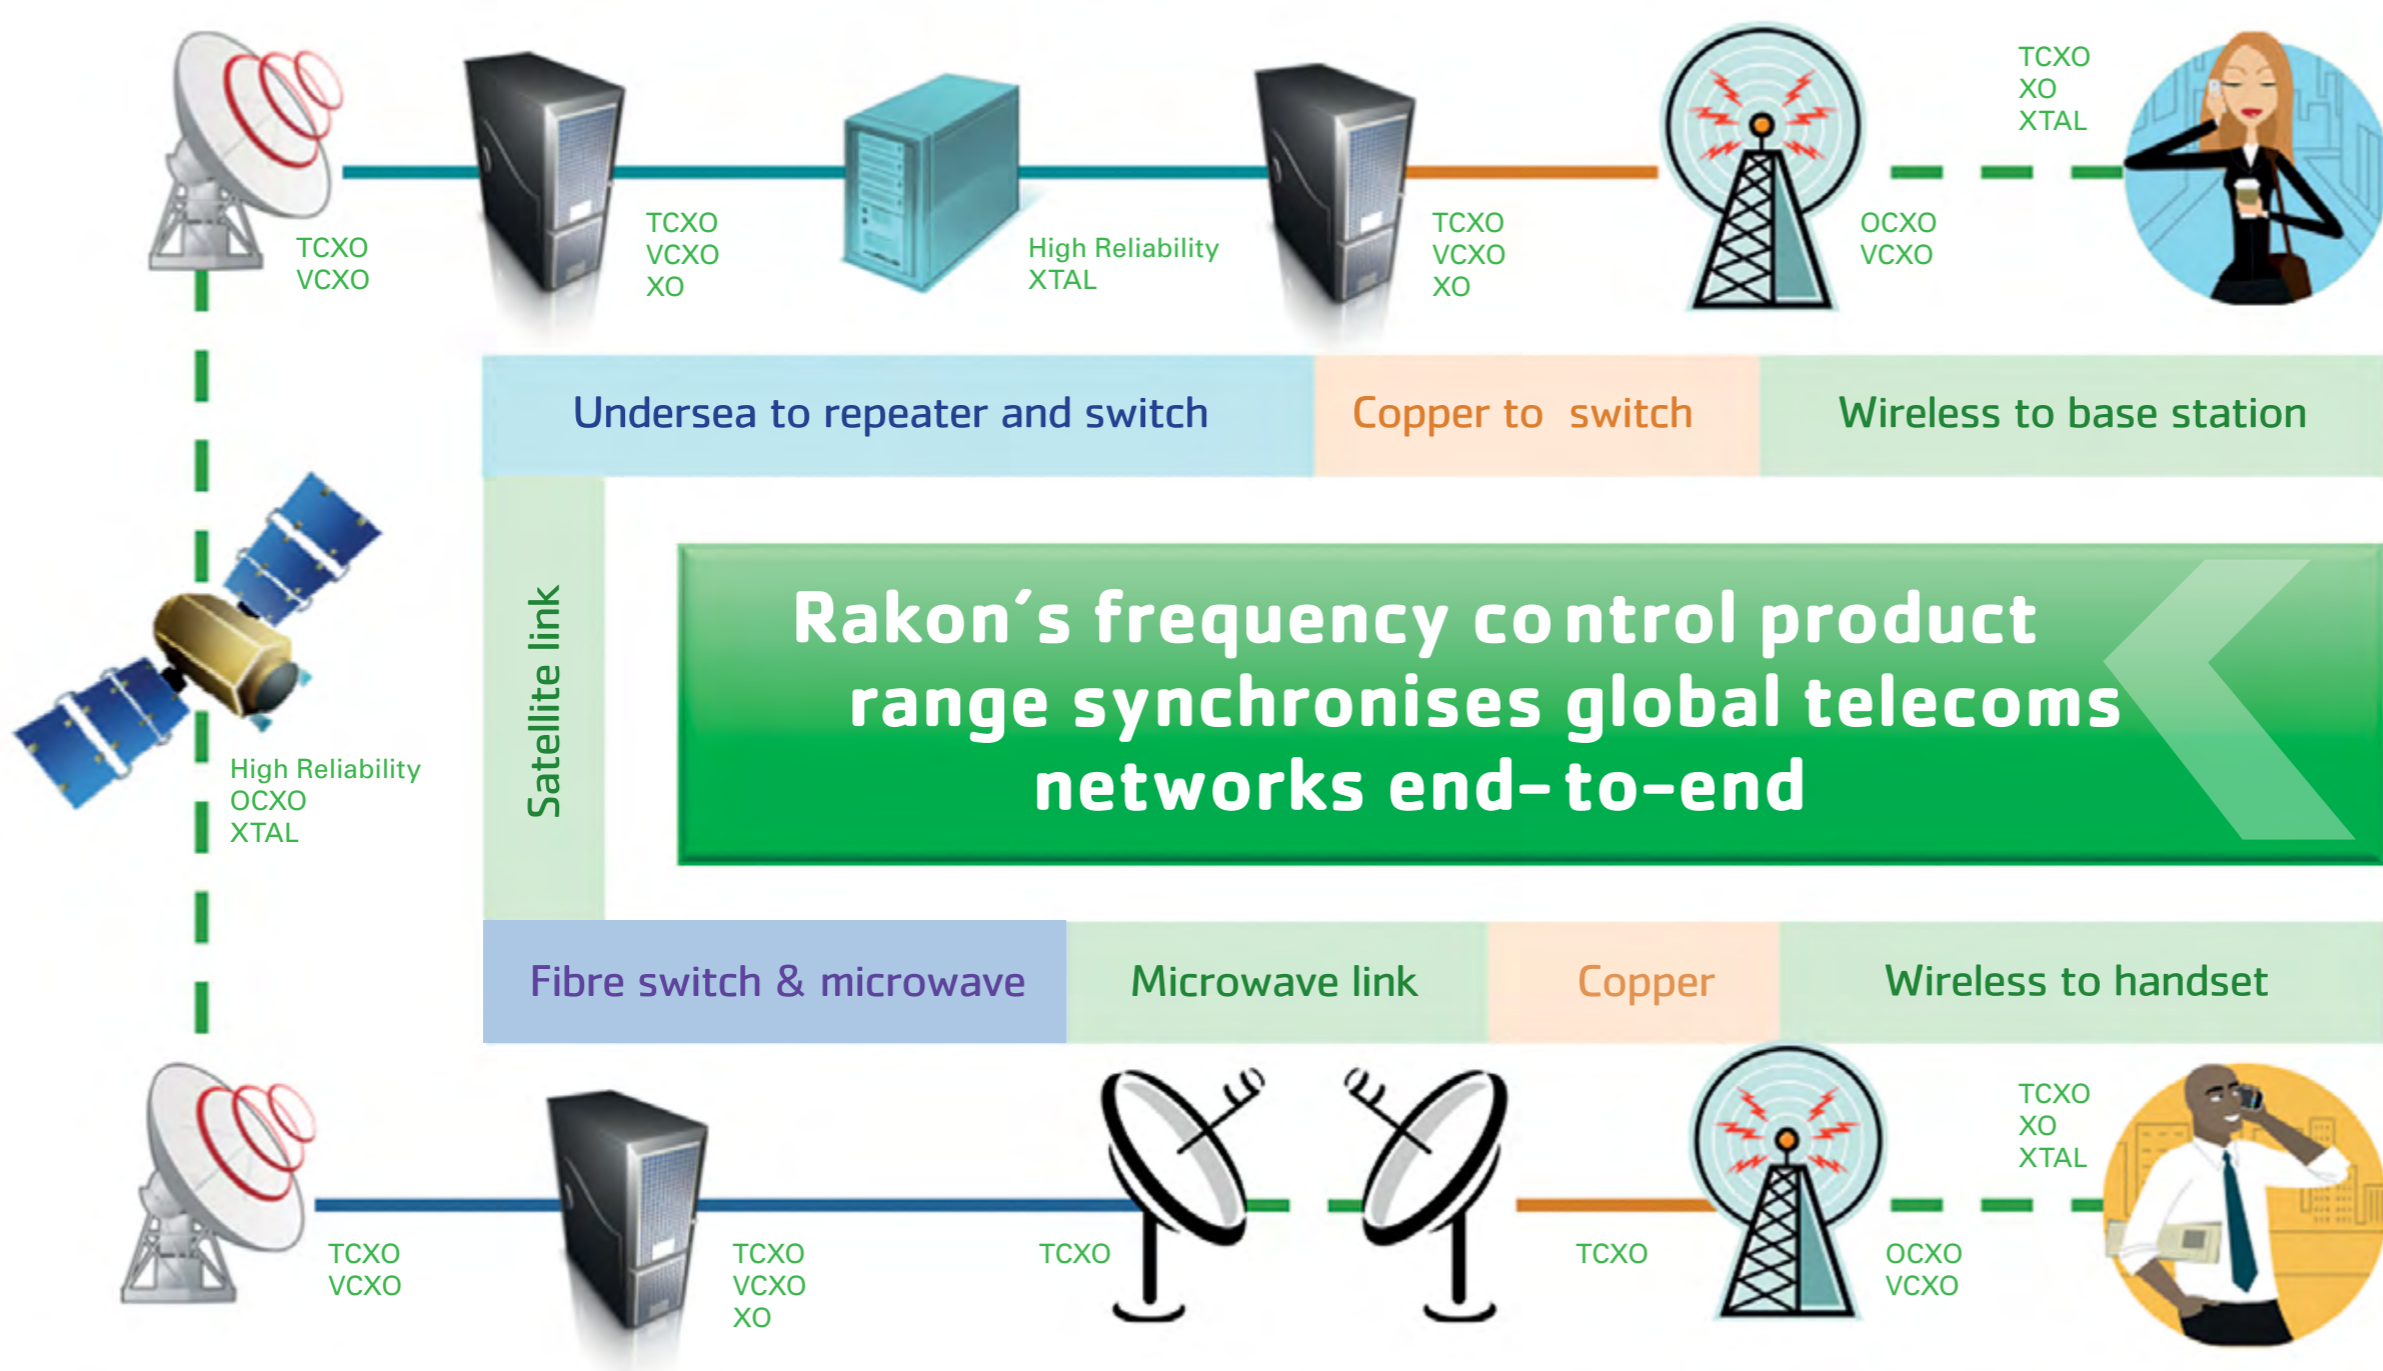 TCXO
XO
XTAL
TCXO
VCXO
TCXO
VCXO
XO
High Reliability
XTAL
TCXO
VCXO
XO
OCXO
VCXO
Undersea to repeater and switch
Copper to switch
Wireless to base station
Satellite link
Rakon´s frequency control product
range synchronises global telecoms
networks end-to-end
High Reliability
OCXO
XTAL
Fibre switch & microwave
Microwave link
Copper
Wireless to handset
TCXO
XO
XTAL
TCXO
VCXO
TCXO
VCXO
XO
TCXO
TCXO
OCXO
VCXO